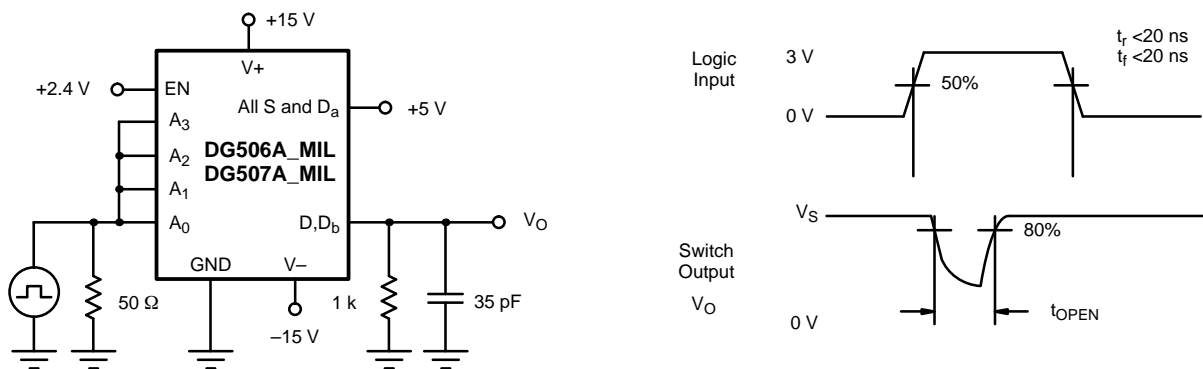 +15 V
V+
+2.4 V
EN
All S and Da
+5 V
A3
A2
A1
A0
DG506A_MIL
DG507A_MIL
D,Db
VO
GND
V–
50 Ω
1 k
35 pF
–15 V
Logic
Input
3 V
0 V
50%
tr <20 ns
tf <20 ns
VS
80%
Switch
Output
VO
0 V
tOPEN